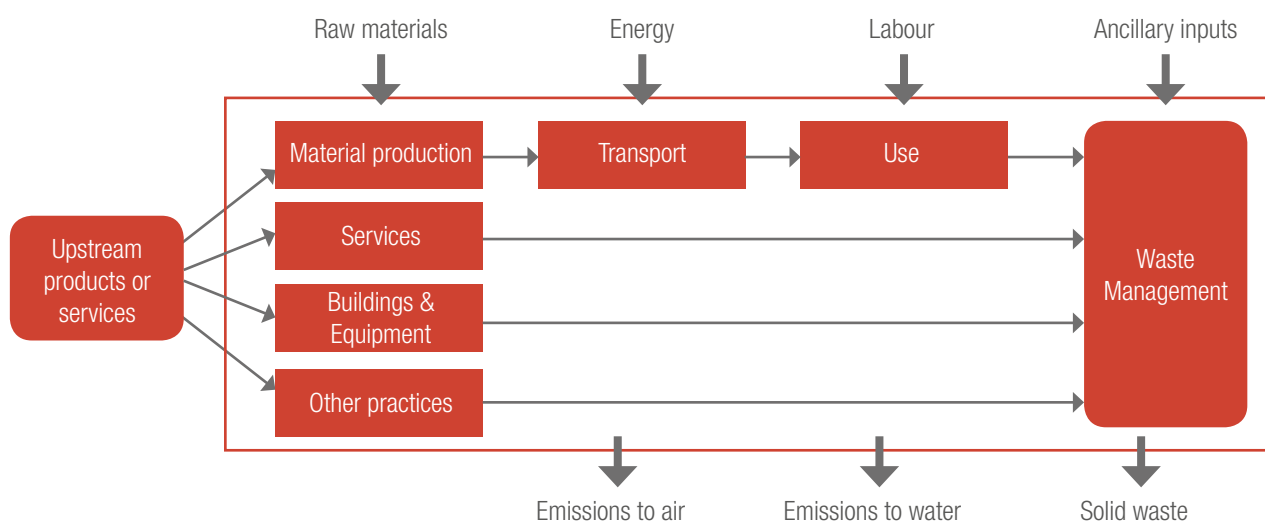 Raw materials
Energy
Labour
Ancillary inputs
Material production
Transport
Use
Services
Upstream
products or
services
Buildings &
Equipment
Waste
Management
Other practices
Emissions to air
Emissions to water
Solid waste